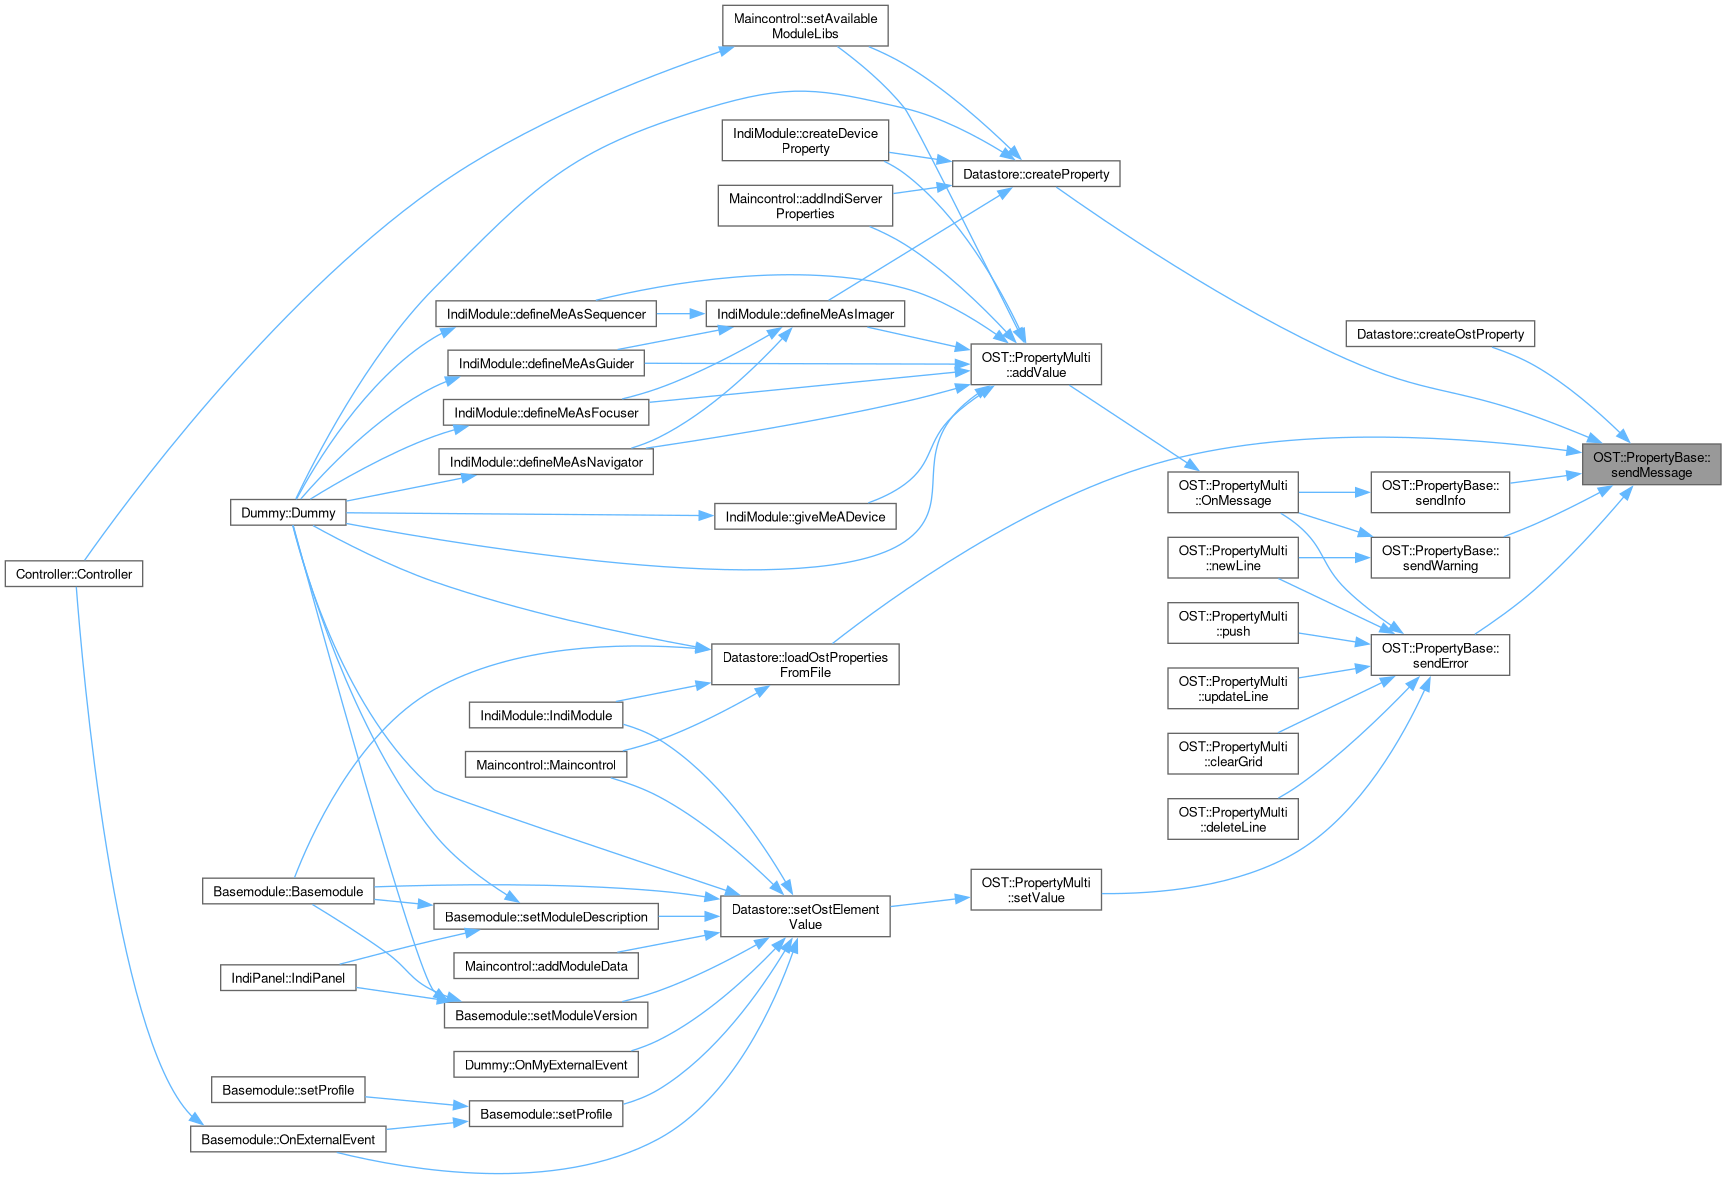 Maincontrol::setAvailable
ModuleLibs
IndiModule::createDevice
Property
Datastore::createProperty
Maincontrol::addIndiServer
Properties
IndiModule::defineMeAsSequencer
IndiModule::defineMeAsImager
Datastore::createOstProperty
IndiModule::defineMeAsGuider
OST::PropertyMulti
::addValue
IndiModule::defineMeAsFocuser
IndiModule::defineMeAsNavigator
OST::PropertyBase::
sendMessage
Dummy::Dummy
IndiModule::giveMeADevice
OST::PropertyMulti
::OnMessage
OST::PropertyBase::
sendInfo
Controller::Controller
OST::PropertyMulti
::newLine
OST::PropertyBase::
sendWarning
OST::PropertyMulti
::push
OST::PropertyBase::
sendError
Datastore::loadOstProperties
FromFile
OST::PropertyMulti
::updateLine
IndiModule::IndiModule
Maincontrol::Maincontrol
OST::PropertyMulti
::clearGrid
OST::PropertyMulti
::deleteLine
Basemodule::Basemodule
OST::PropertyMulti
::setValue
Basemodule::setModuleDescription
Datastore::setOstElement
Value
Maincontrol::addModuleData
IndiPanel::IndiPanel
Basemodule::setModuleVersion
Dummy::OnMyExternalEvent
Basemodule::setProfile
Basemodule::setProfile
Basemodule::OnExternalEvent